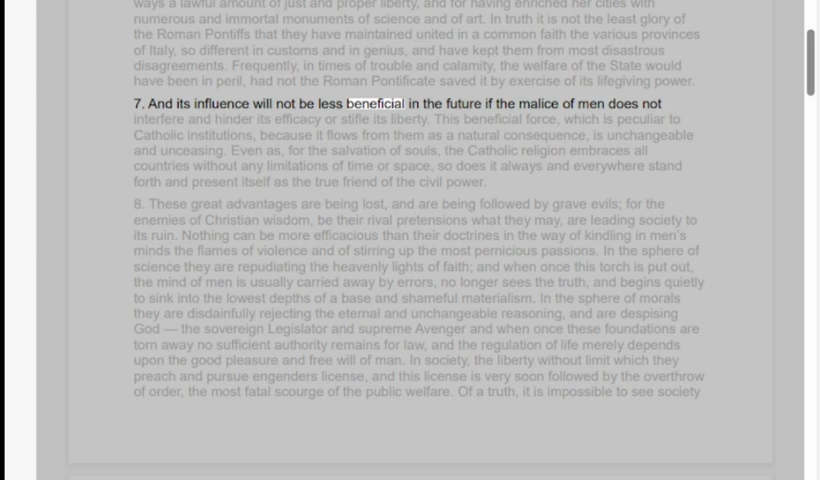 ways a lawful amount of just and proper liberty, and for having enriched her cities with
numerous and immortal monuments of science and of art. In truth it is not the least glory of
the Roman Pontiffs that they have maintained united in a common faith the various provinces
of Italy, so different in customs and in genius, and have kept them from most disastrous
disagreements. Frequently, in times of trouble and calamity, the welfare of the State would
have been in peril, had not the Roman Pontificate saved it by exercise of its lifegiving power.
7. And its influence will not be less beneficial in the future if the malice of men does not
interfere and hinder its efficacy or stifle its liberty. This beneficial force, which is peculiar to
Catholic institutions, because it flows from them as a natural consequence, is unchangeable
and unceasing. Even as, for the salvation of souls, the Catholic religion embraces all
countries without any limitations of time or space, so does it always and everywhere stand
forth and present itself as the true friend of the civil power.
8. These great advantages are being lost, and are being followed by grave evils; for the
enemies of Christian wisdom, be their rival pretensions what they may, are leading society to
its ruin. Nothing can be more efficacious than their doctrines in the way of kindling in men's
minds the flames of violence and of stirring up the most pernicious passions. In the sphere of
science they are repudiating the heavenly lights of faith; and when once this torch is put out,
the mind of men is usually carried away by errors, no longer sees the truth, and begins quietly
to sink into the lowest depths of a base and shameful materialism. In the sphere of morals
they are disdainfully rejecting the eternal and unchangeable reasoning, and are despising
God — the sovereign Legislator and supreme Avenger and when once these foundations are
torn away no sufficient authority remains for law, and the regulation of life merely depends
upon the good pleasure and free will of man. In society, the liberty without limit which they
preach and pursue engenders license, and this license is very soon followed by the overthrow
of order, the most fatal scourge of the public welfare. Of a truth, it is impossible to see society